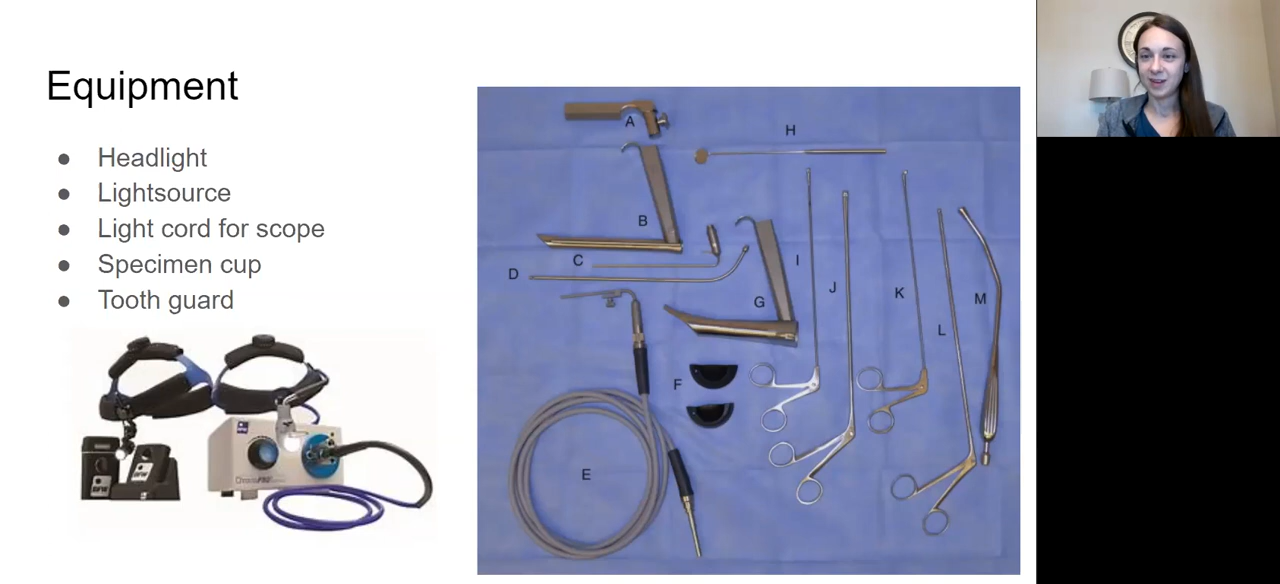 Equipment
● Headlight
● Lightsource
● Light cord for scope
● Specimen cup
● Tooth guard
A
H
B
C
D
I
G
J
K
M
L
F
E